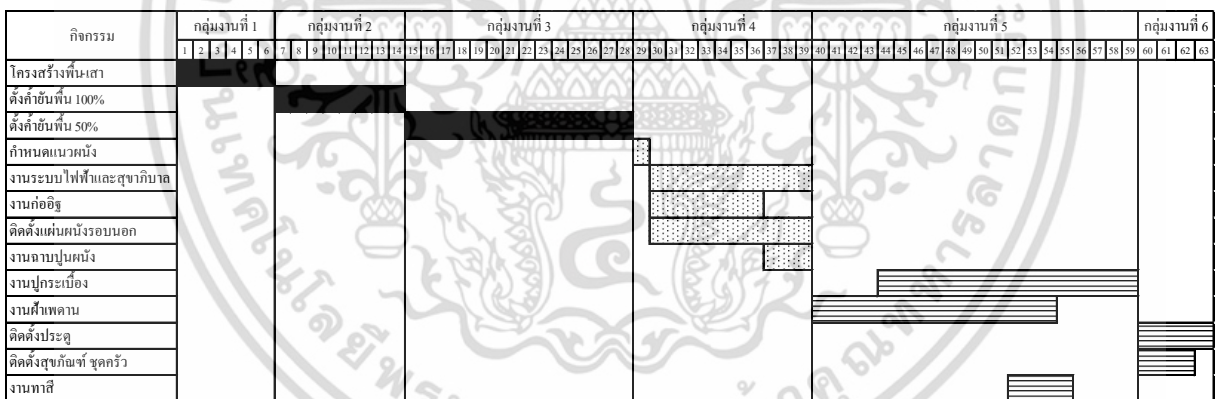 กิจกรรม กลุ่มงานที่ 1 กลุ่มงานที่ 2 กลุ่มงานที่ 3 กลุ่มงานที่ 4 กลุ่มงานที่ 5 กลุ่มงานที่ 6
1 2 3 4 5 6 7 8 9 10 11 12 13 14 15 16 17 18 19 20 21 22 23 24 25 26 27 28 29 30 31 32 33 34 35 36 37 38 39 40 41 42 43 44 45 46 47 48 49 50 51 52 53 54 55 56 57 58 59 60 61 62 63
โครงสร้างพื้นเสา
ตั้งค้ำยันพื้น 100%
ตั้งค้ำยันพื้น 50%
กำหนดแนวผนัง
งานระบบไฟฟ้าและสุขาภิบาล
งานก่ออิฐ
ติดตั้งแผ่นผนังรอบนอก
งานฉาบปูนผนัง
งานปูกระเบื้อง
งานฝ้าเพดาน
ติดตั้งประตู
ติดตั้งสุขภัณฑ์ ชุดครัว
งานทาสี